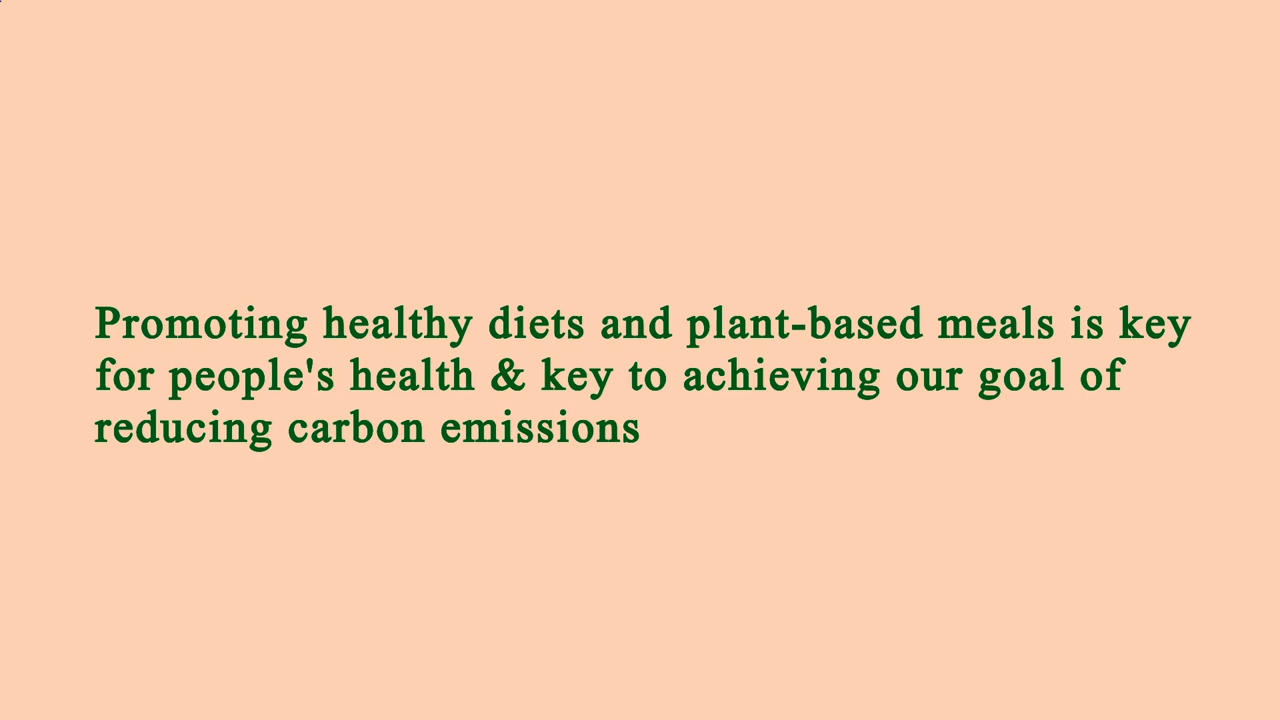 Promoting healthy diets and plant-based meals is key
for people's health & key to achieving our goal of
reducing carbon emissions